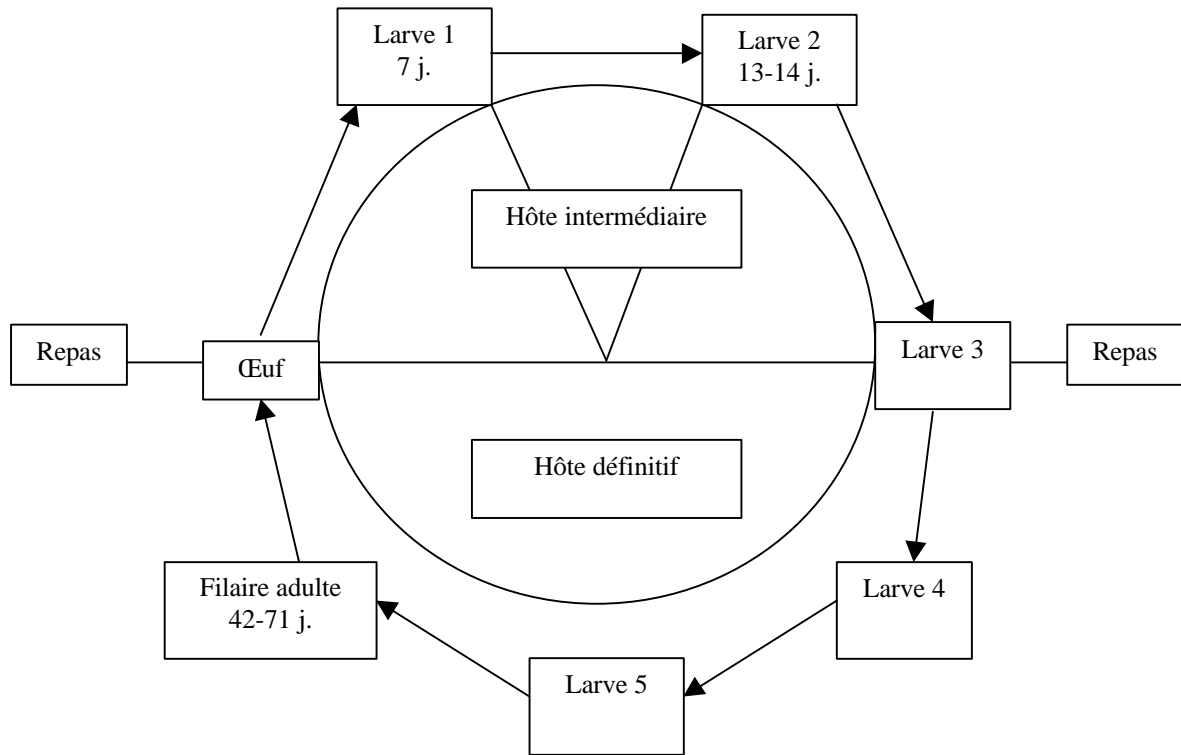 Larve 1
7 j.
Larve 2
13-14 j.
Hôte intermédiaire
Repas
Œuf
Larve 3
Repas
Hôte définitif
Filaire adulte
42-71 j.
Larve 4
Larve 5